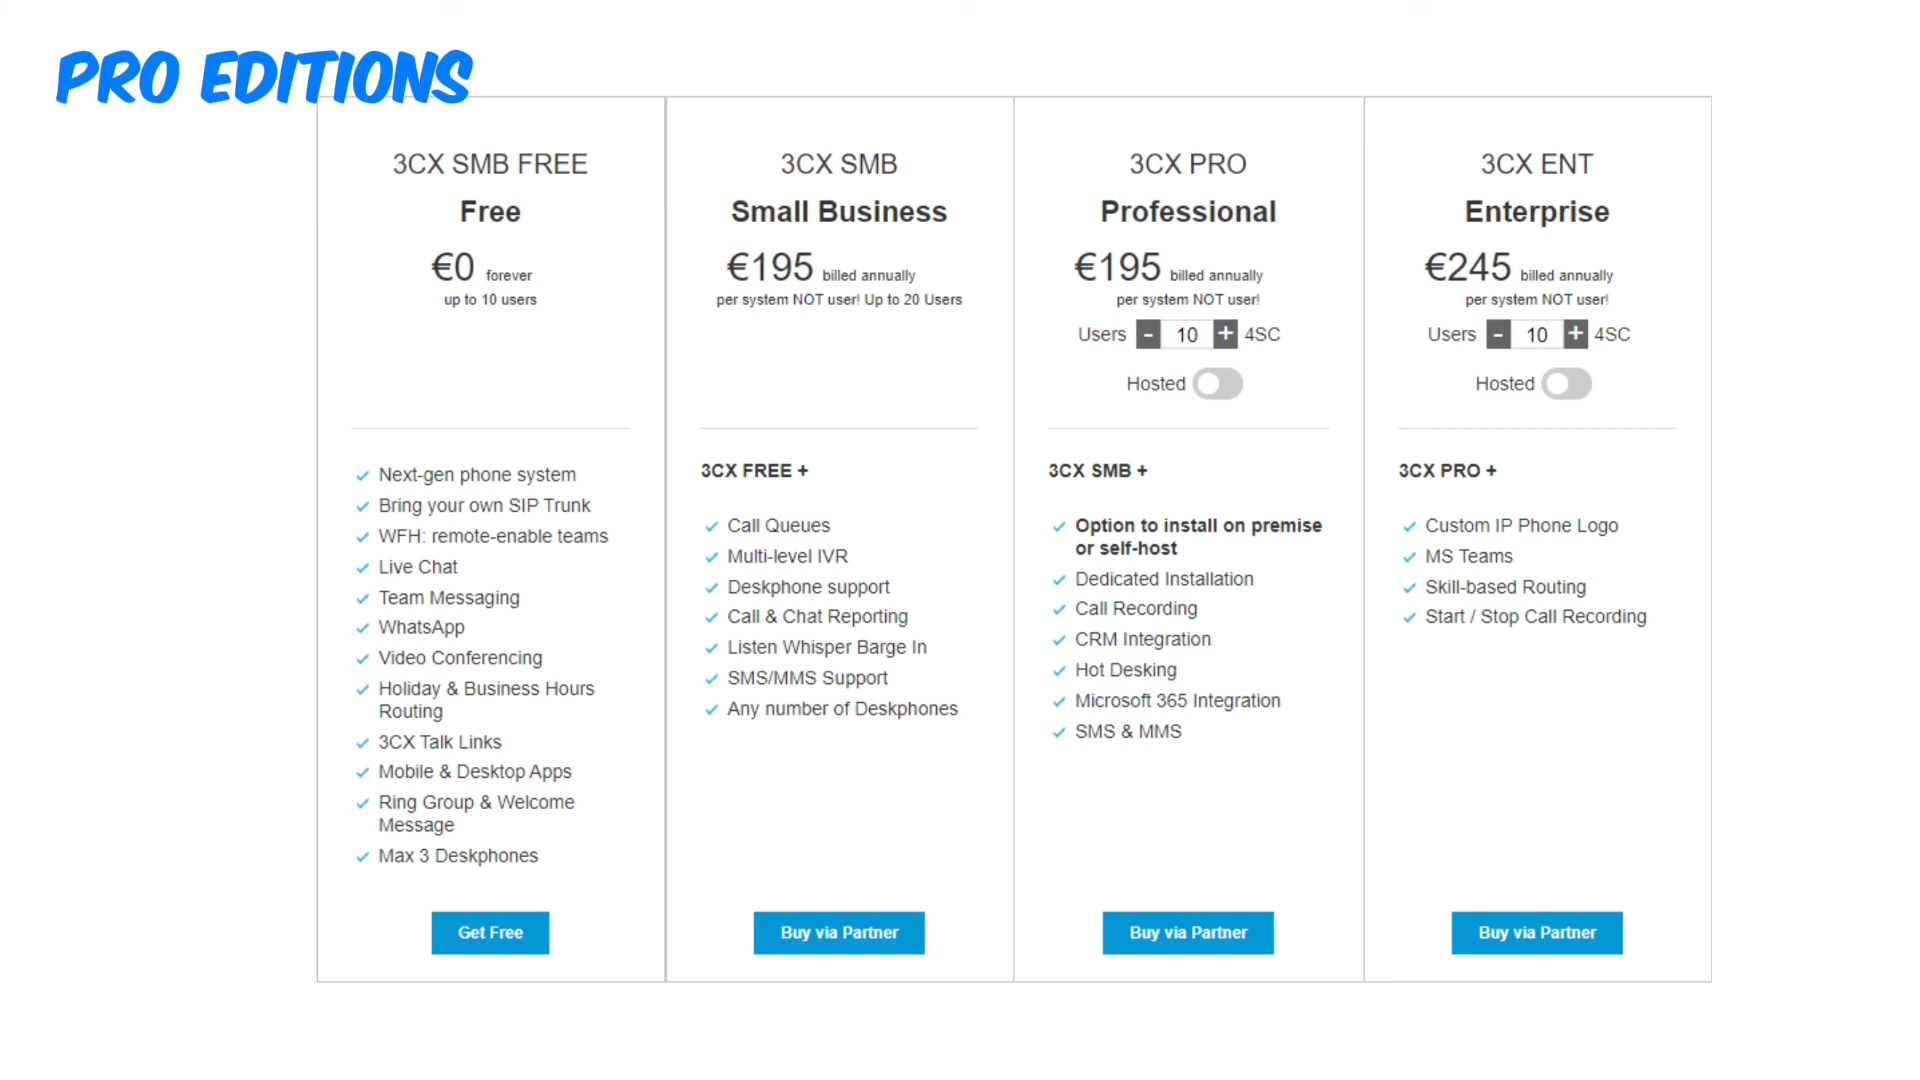 PRO EDITIONS
3CX SMB FREE
Free
€0 forever
up to 10 users
Next-gen phone system
Bring your own SIP Trunk
WFH: remote-enable teams
Live Chat
Team Messaging
WhatsApp
Video Conferencing
Holiday & Business Hours
Routing
3CX Talk Links
Mobile & Desktop Apps
Ring Group & Welcome
Message
Max 3 Deskphones
Get Free
3CX SMB
Small Business
€195 billed annually
per system NOT user! Up to 20 Users
3CX FREE +
Call Queues
Multi-level IVR
Deskphone support
Call & Chat Reporting
Listen Whisper Barge In
SMS/MMS Support
Any number of Deskphones
Buy via Partner
3CX PRO
Professional
€195 billed annually
per system NOT user!
Users - 10 + 4SC
Hosted
3CX SMB +
Option to install on premise
or self-host
Dedicated Installation
Call Recording
CRM Integration
Hot Desking
Microsoft 365 Integration
SMS & MMS
Buy via Partner
3CX ENT
Enterprise
€245 billed annually
per system NOT user!
Users - 10 + 4SC
Hosted
3CX PRO +
Custom IP Phone Logo
MS Teams
Skill-based Routing
Start / Stop Call Recording
Buy via Partner